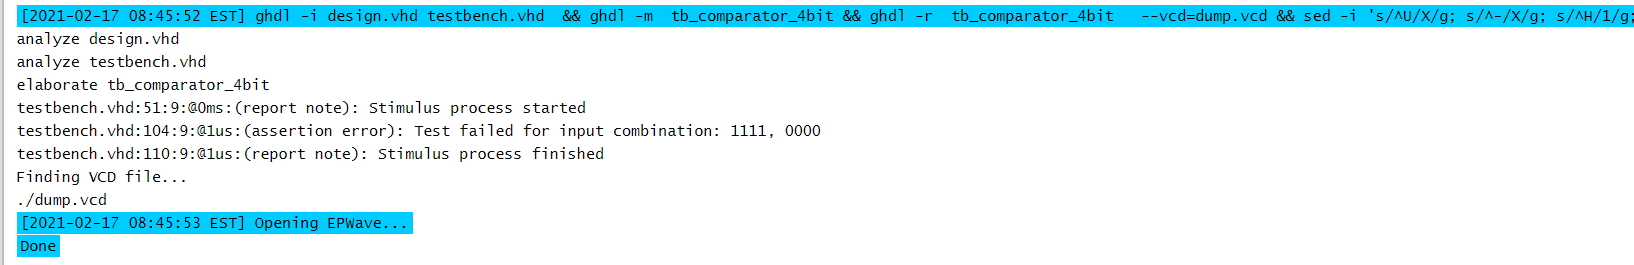 [2021-02-17 08:45:52 EST] ghdl -i design.vhd testbench.vhd  && ghdl -m  tb_comparator_4bit && ghdl -r  tb_comparator_4bit   --vcd=dump.vcd && sed -i 's/^U/X/g; s/^-/X/g; s/^H/1/g;
analyze design.vhd
analyze testbench.vhd
elaborate tb_comparator_4bit
testbench.vhd:51:9:@0ms:(report note): Stimulus process started
testbench.vhd:104:9:@1us:(assertion error): Test failed for input combination: 1111, 0000
testbench.vhd:110:9:@1us:(report note): Stimulus process finished
Finding VCD file...
./dump.vcd
[2021-02-17 08:45:53 EST] Opening EPWave...
Done